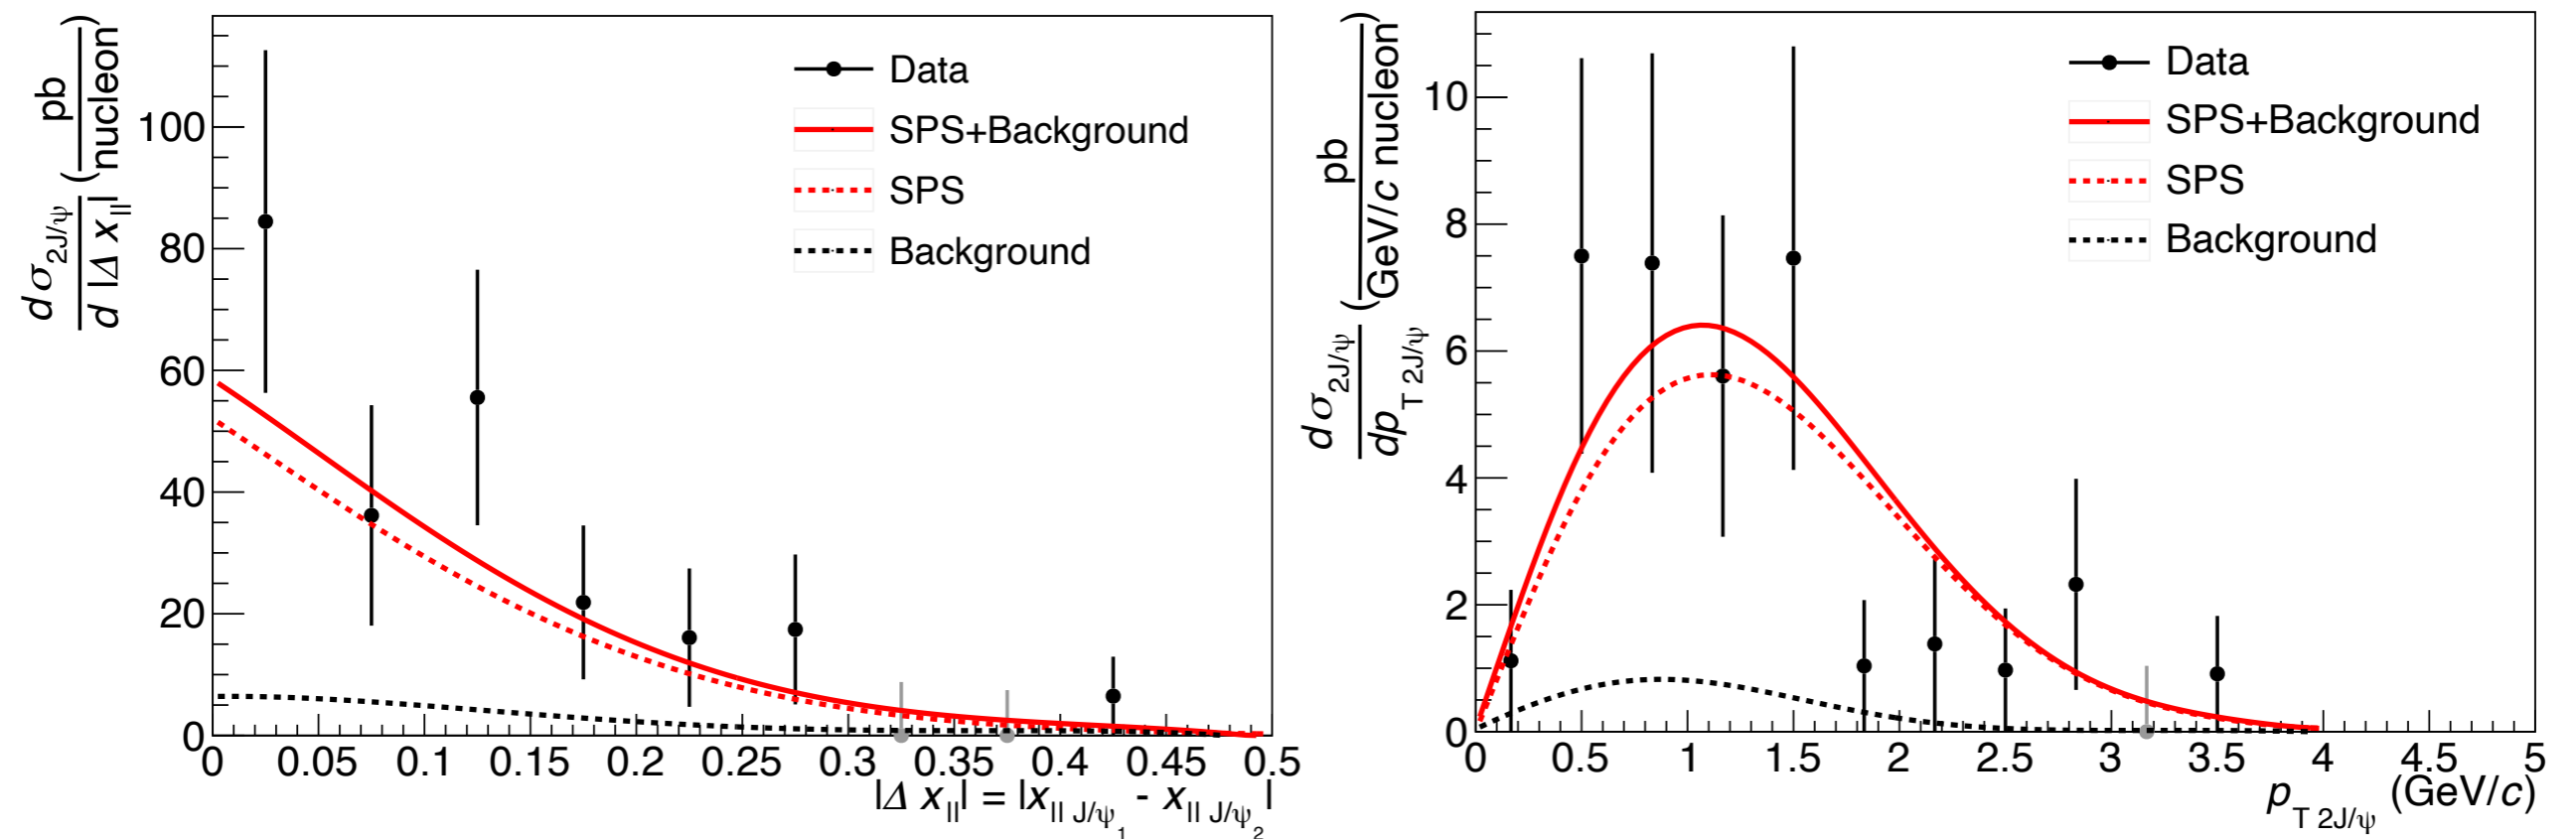 dσ2J/ψ / d |Δ x||| ( pb / nucleon )
100
80
60
40
20
0
Data
SPS+Background
SPS
Background
0 0.05 0.1 0.15 0.2 0.25 0.3 0.35 0.4 0.45 0.5
|Δ x||| = |x|| J/ψ1 - x|| J/ψ2 |
dσ2J/ψ / dpT 2J/ψ ( pb / GeV/c nucleon )
10
8
6
4
2
0
Data
SPS+Background
SPS
Background
0 0.5 1 1.5 2 2.5 3 3.5 4 4.5 5
pT 2J/ψ (GeV/c)